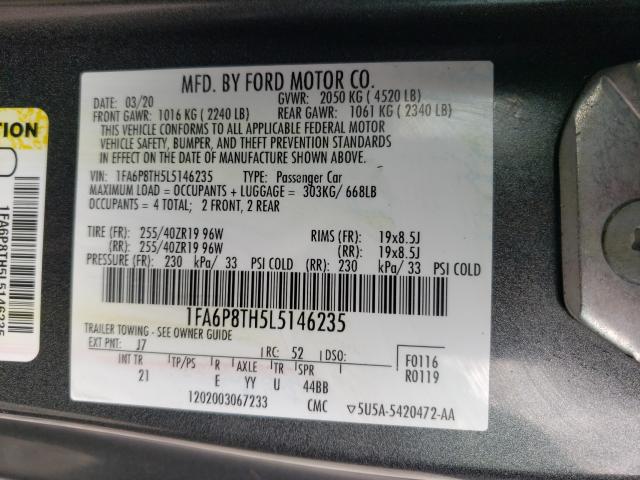 MFD. BY FORD MOTOR CO.
DATE: 03/20 GVWR: 2050 KG ( 4520 LB)
FRONT GAWR: 1016 KG ( 2240 LB) REAR GAWR: 1061 KG ( 2340 LB)
THIS VEHICLE CONFORMS TO ALL APPLICABLE FEDERAL MOTOR
VEHICLE SAFETY, BUMPER, AND THEFT PREVENTION STANDARDS
IN EFFECT ON THE DATE OF MANUFACTURE SHOWN ABOVE.
VIN: 1FA6P8TH5L5146235 TYPE: Passenger Car
MAXIMUM LOAD = OCCUPANTS + LUGGAGE = 303KG/ 668LB
OCCUPANTS = 4 TOTAL; 2 FRONT, 2 REAR
TIRE (FR): 255/40ZR19 96W RIMS (FR): 19x8.5J
(RR): 255/40ZR19 96W (RR): 19x8.5J
PRESSURE (FR): 230 kPa/ 33 PSI COLD (RR): 230 kPa/ 33 PSI COLD
1FA6P8TH5L5146235
TRAILER TOWING - SEE OWNER GUIDE
EXT PNT: J7 RC: 52 DSO: F0116
INT TR TP/PS R AXLE TR SPR R0119
21 E YY U 44BB
1202003067233 CMC 5U5A-5420472-AA
TION
1FA6P8TH5L5146235